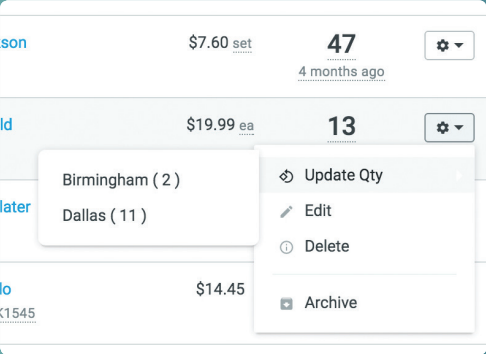 son $7.60 set 47
4 months ago
ld $19.99 ea 13
Birmingham ( 2 )
Dallas ( 11 )
Update Qty
Edit
Delete
Archive
later
lo $14.45
K1545